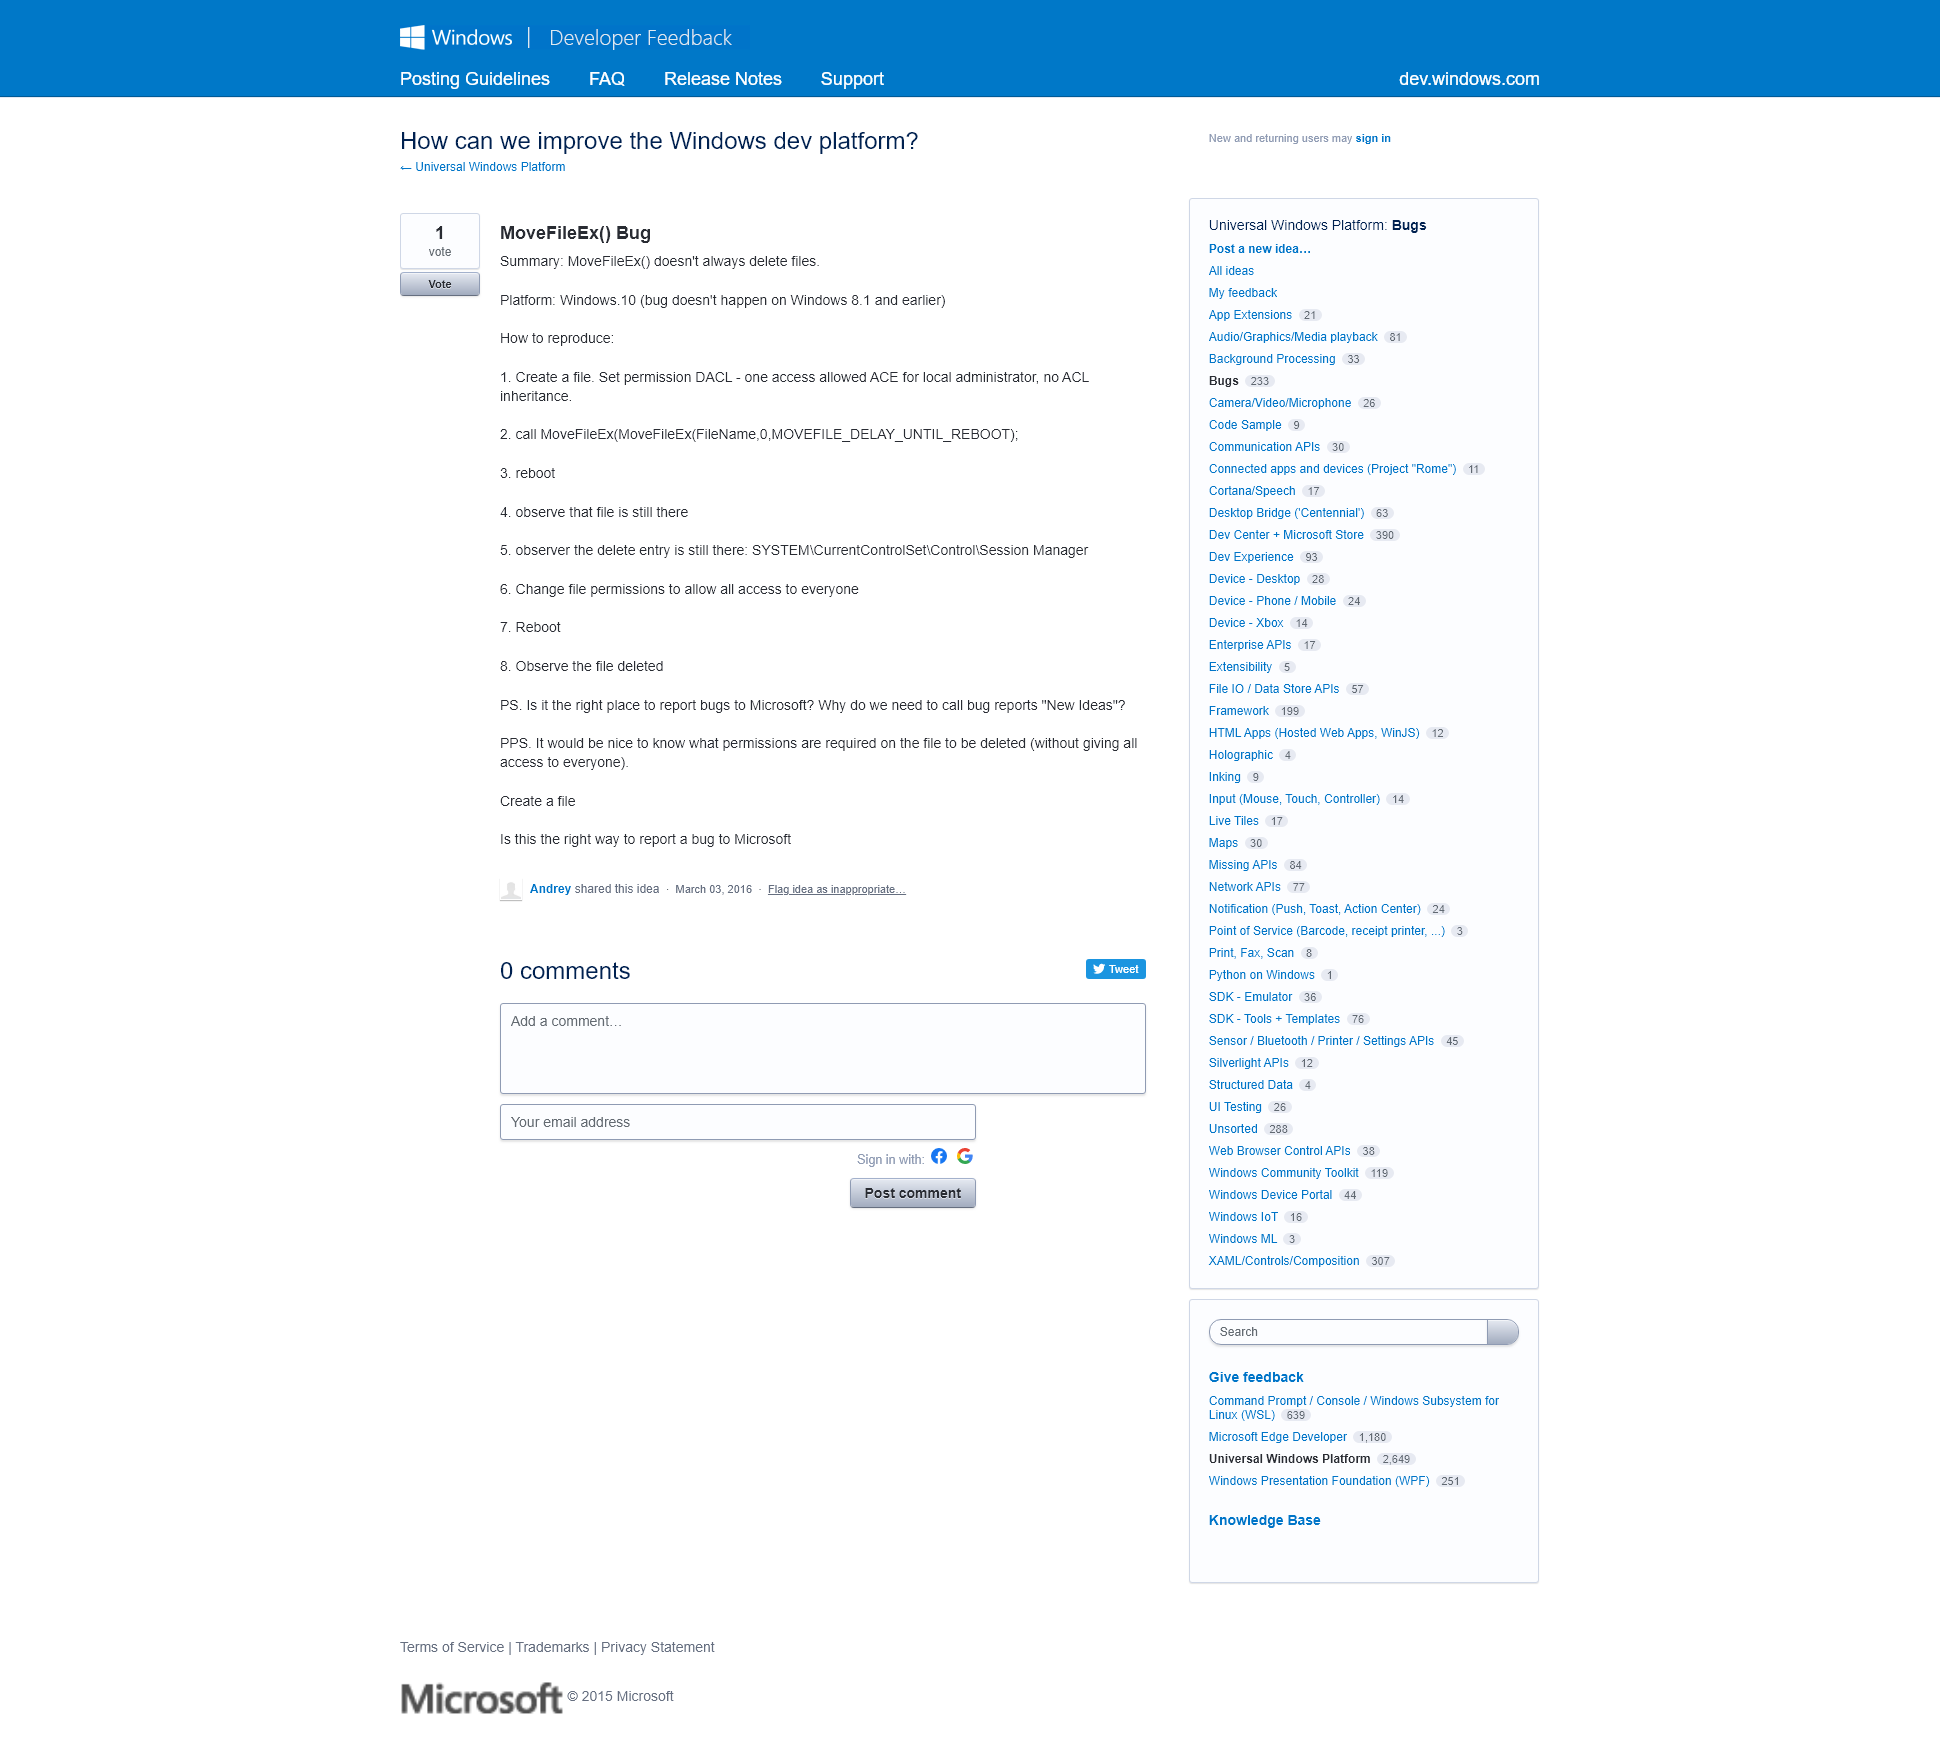 Windows | Developer Feedback
Posting Guidelines FAQ Release Notes Support dev.windows.com
How can we improve the Windows dev platform?
← Universal Windows Platform
New and returning users may sign in
1
vote
Vote
MoveFileEx() Bug
Summary: MoveFileEx() doesn't always delete files.
Platform: Windows.10 (bug doesn't happen on Windows 8.1 and earlier)
How to reproduce:
1. Create a file. Set permission DACL - one access allowed ACE for local administrator, no ACL
inheritance.
2. call MoveFileEx(MoveFileEx(FileName,0,MOVEFILE_DELAY_UNTIL_REBOOT);
3. reboot
4. observe that file is still there
5. observer the delete entry is still there: SYSTEM\CurrentControlSet\Control\Session Manager
6. Change file permissions to allow all access to everyone
7. Reboot
8. Observe the file deleted
PS. Is it the right place to report bugs to Microsoft? Why do we need to call bug reports "New Ideas"?
PPS. It would be nice to know what permissions are required on the file to be deleted (without giving all
access to everyone).
Create a file
Is this the right way to report a bug to Microsoft
Andrey shared this idea · March 03, 2016 · Flag idea as inappropriate…
0 comments
Tweet
Add a comment…
Your email address
Sign in with:
Post comment
Universal Windows Platform: Bugs
Post a new idea…
All ideas
My feedback
App Extensions 21
Audio/Graphics/Media playback 81
Background Processing 33
Bugs 233
Camera/Video/Microphone 26
Code Sample 9
Communication APIs 30
Connected apps and devices (Project "Rome") 11
Cortana/Speech 17
Desktop Bridge ('Centennial') 63
Dev Center + Microsoft Store 390
Dev Experience 93
Device - Desktop 28
Device - Phone / Mobile 24
Device - Xbox 14
Enterprise APIs 17
Extensibility 5
File IO / Data Store APIs 57
Framework 199
HTML Apps (Hosted Web Apps, WinJS) 12
Holographic 4
Inking 9
Input (Mouse, Touch, Controller) 14
Live Tiles 17
Maps 30
Missing APIs 84
Network APIs 77
Notification (Push, Toast, Action Center) 24
Point of Service (Barcode, receipt printer, ...) 3
Print, Fax, Scan 8
Python on Windows 1
SDK - Emulator 36
SDK - Tools + Templates 76
Sensor / Bluetooth / Printer / Settings APIs 45
Silverlight APIs 12
Structured Data 4
UI Testing 26
Unsorted 288
Web Browser Control APIs 38
Windows Community Toolkit 119
Windows Device Portal 44
Windows IoT 16
Windows ML 3
XAML/Controls/Composition 307
Search
Give feedback
Command Prompt / Console / Windows Subsystem for
Linux (WSL) 639
Microsoft Edge Developer 1,180
Universal Windows Platform 2,649
Windows Presentation Foundation (WPF) 251
Knowledge Base
Terms of Service | Trademarks | Privacy Statement
Microsoft © 2015 Microsoft